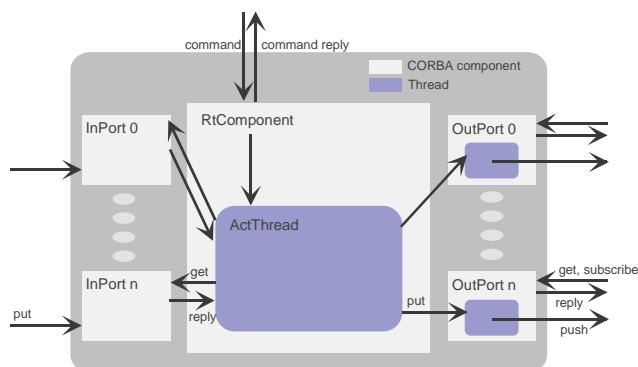 command
command reply
CORBA component
Thread
InPort 0
RtComponent
OutPort 0
ActThread
get
InPort n
reply
put
put
OutPort n
get, subscribe
reply
push